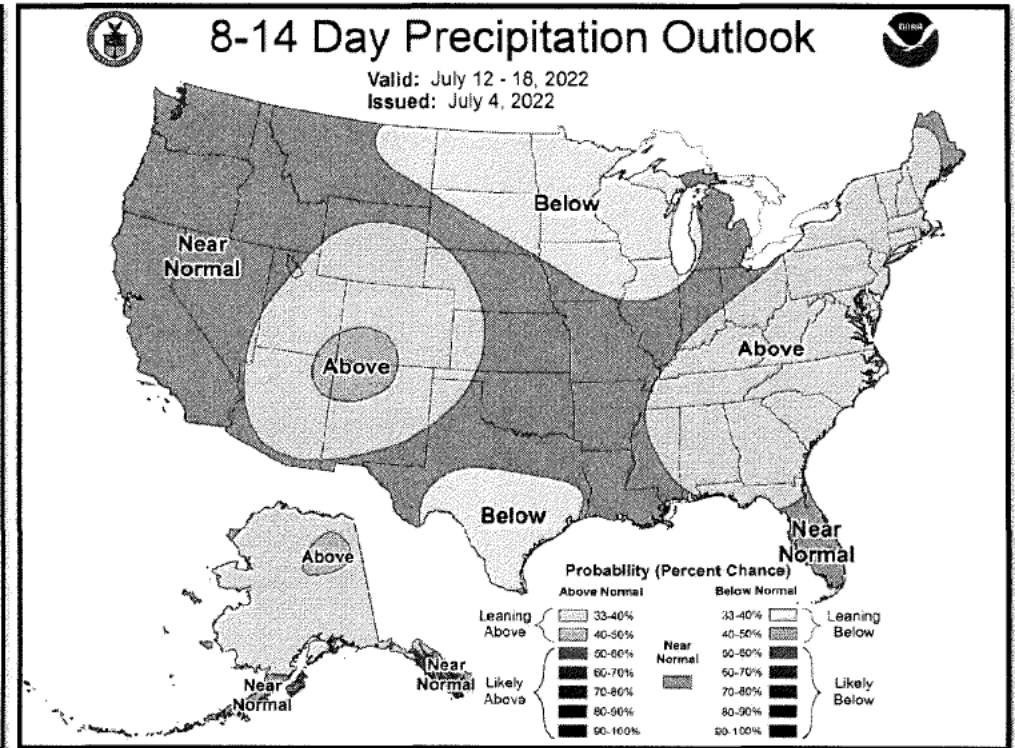 8-14 Day Precipitation Outlook
NOAA
Valid: July 12 - 18, 2022
Issued: July 4, 2022
Below
Near
Normal
Above
Above
Below
Near
Normal
Above
Near
Normal
Near
Normal
Probability (Percent Chance)
Above Normal
Below Normal
Leaning
Above
33-40%
40-50%
Likely
Above
50-60%
60-70%
70-80%
80-90%
90-100%
Near
Normal
33-40%
40-50%
Leaning
Below
50-60%
60-70%
70-80%
80-90%
90-100%
Likely
Below